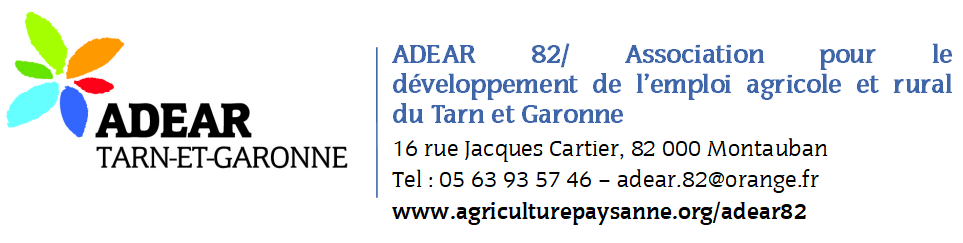 ADEAR
TARN-ET-GARONNE
ADEAR 82/ Association pour le
développement de l'emploi agricole et rural
du Tarn et Garonne
16 rue Jacques Cartier, 82 000 Montauban
Tel : 05 63 93 57 46 – adear.82@orange.fr
www.agriculturepaysanne.org/adear82